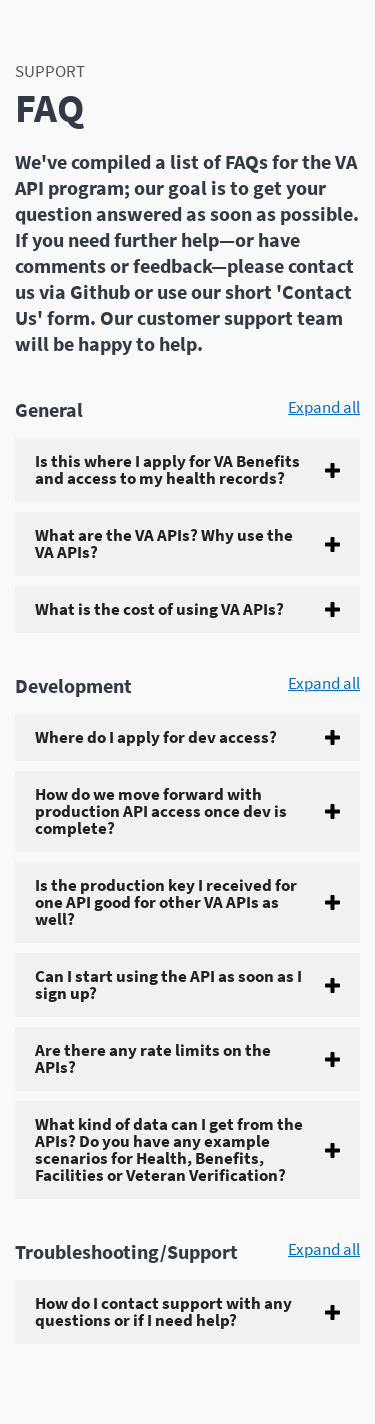 SUPPORT
FAQ
We've compiled a list of FAQs for the VA
API program; our goal is to get your
question answered as soon as possible.
If you need further help—or have
comments or feedback—please contact
us via Github or use our short 'Contact
Us' form. Our customer support team
will be happy to help.
General
Expand all
Is this where I apply for VA Benefits
and access to my health records?
What are the VA APIs? Why use the
VA APIs?
What is the cost of using VA APIs?
Development
Expand all
Where do I apply for dev access?
How do we move forward with
production API access once dev is
complete?
Is the production key I received for
one API good for other VA APIs as
well?
Can I start using the API as soon as I
sign up?
Are there any rate limits on the
APIs?
What kind of data can I get from the
APIs? Do you have any example
scenarios for Health, Benefits,
Facilities or Veteran Verification?
Troubleshooting/Support
Expand all
How do I contact support with any
questions or if I need help?